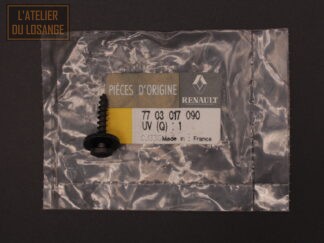 L'ATELIER
DU LOSANGE
PIÈCES D'ORIGINE
RENAULT
77 03 017 090
UV (Q) : 1
Made in : France